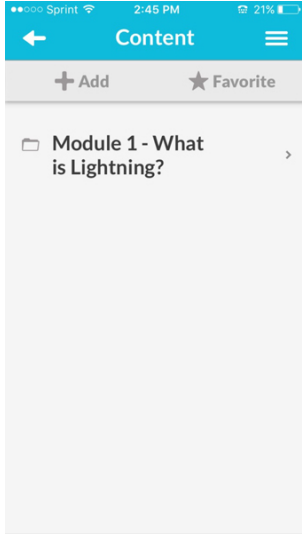 Sprint 2:45 PM 21%
Content
Add Favorite
Module 1 - What
is Lightning?